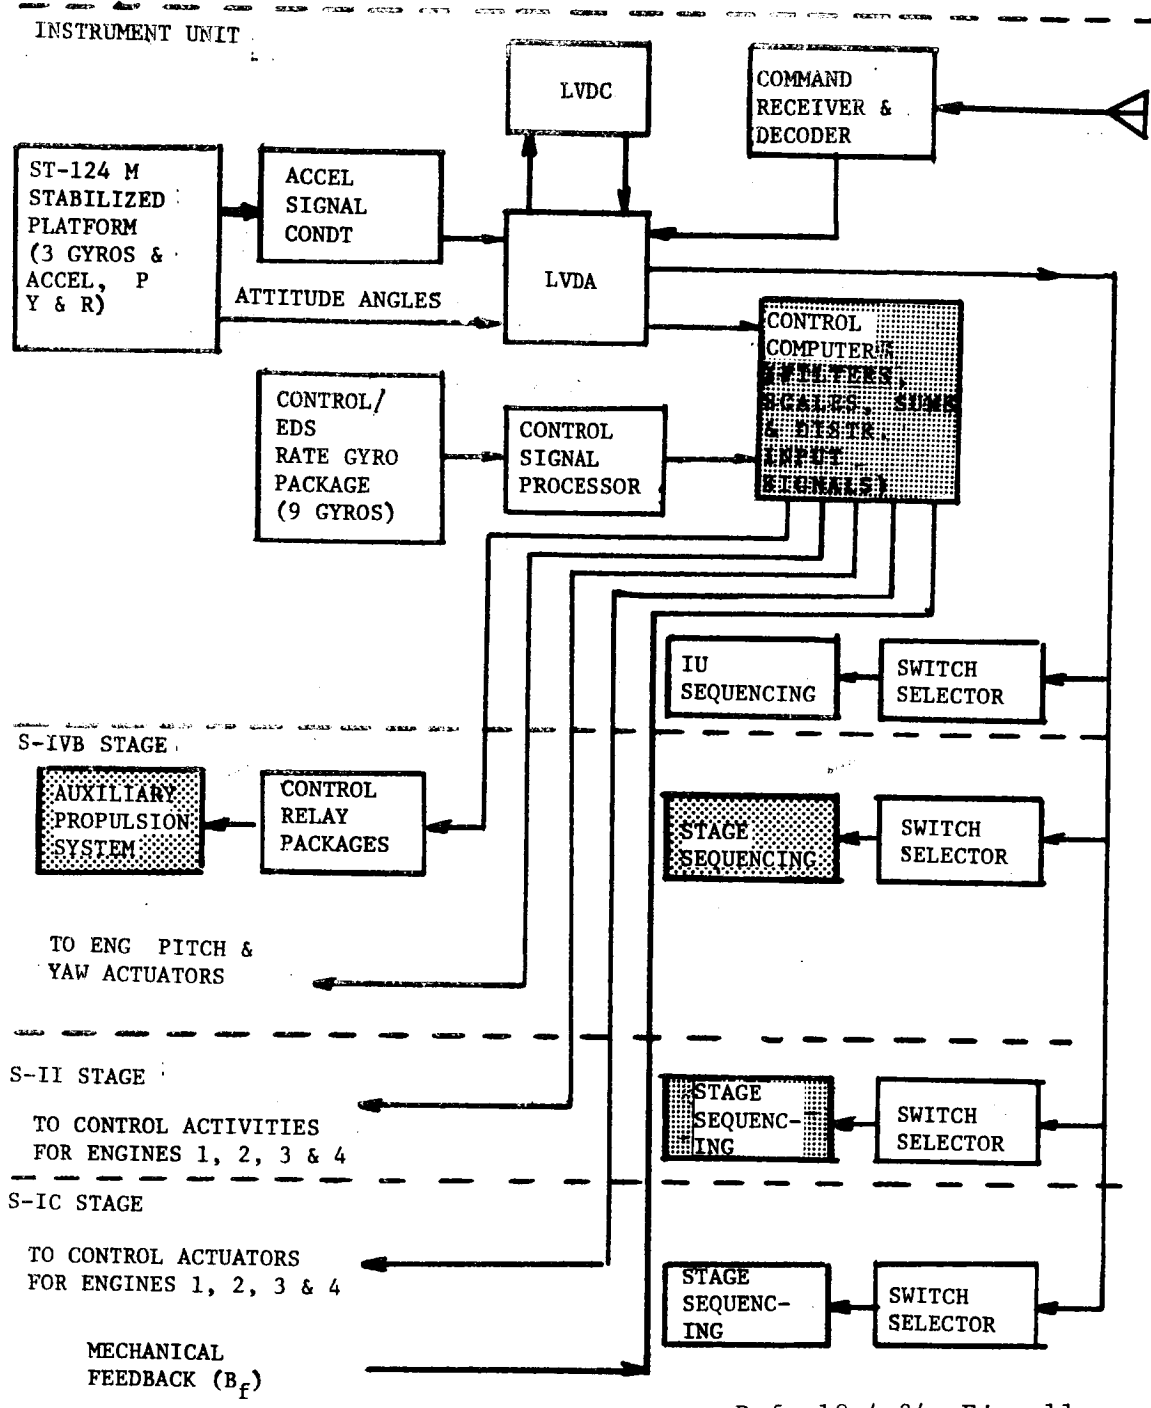 INSTRUMENT UNIT
LVDC
COMMAND
RECEIVER &
DECODER
ST-124 M
STABILIZED
PLATFORM
(3 GYROS &
ACCEL, P
Y & R)
ACCEL
SIGNAL
CONDT
LVDA
ATTITUDE ANGLES
CONTROL
COMPUTER
(FILTERS,
SCALES, SUMS
& DISTR.
INPUT
SIGNALS)
CONTROL/
EDS
RATE GYRO
PACKAGE
(9 GYROS)
CONTROL
SIGNAL
PROCESSOR
IU
SEQUENCING
SWITCH
SELECTOR
S-IVB STAGE
AUXILIARY
PROPULSION
SYSTEM
CONTROL
RELAY
PACKAGES
STAGE
SEQUENCING
SWITCH
SELECTOR
TO ENG PITCH &
YAW ACTUATORS
S-II STAGE
TO CONTROL ACTIVITIES
FOR ENGINES 1, 2, 3 & 4
STAGE
SEQUENC-
ING
SWITCH
SELECTOR
S-IC STAGE
TO CONTROL ACTUATORS
FOR ENGINES 1, 2, 3 & 4
STAGE
SEQUENC-
ING
SWITCH
SELECTOR
MECHANICAL
FEEDBACK (Bf)